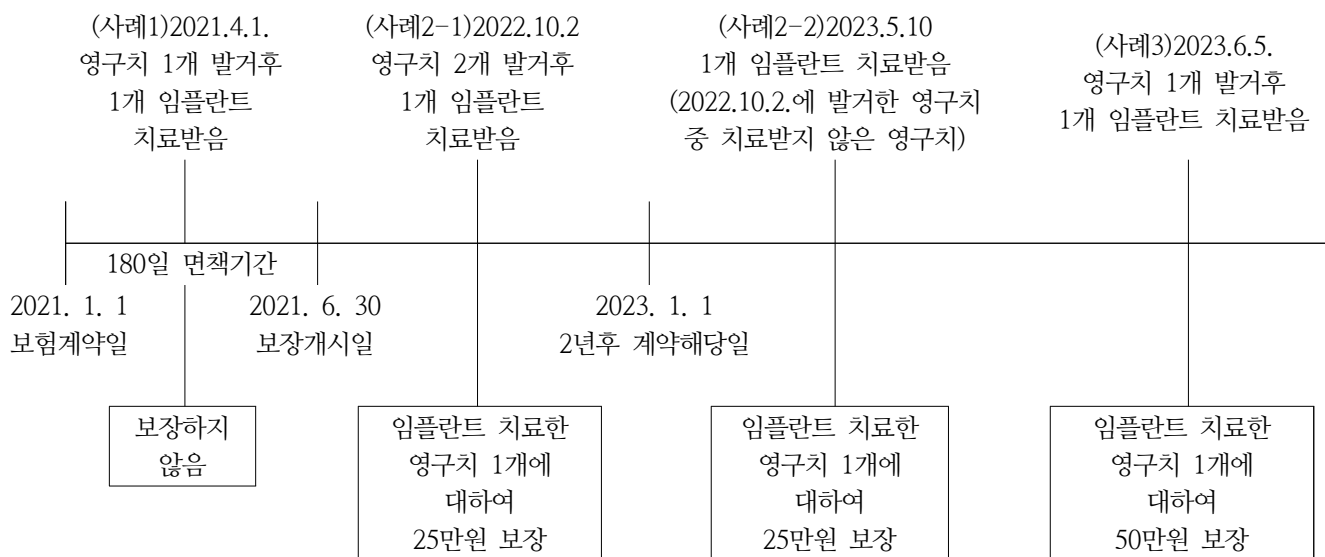 (사례1)2021.4.1.
영구치 1개 발거후
1개 임플란트
치료받음
(사례2-1)2022.10.2
영구치 2개 발거후
1개 임플란트
치료받음
(사례2-2)2023.5.10
1개 임플란트 치료받음
(2022.10.2.에 발거한 영구치
중 치료받지 않은 영구치)
(사례3)2023.6.5.
영구치 1개 발거후
1개 임플란트 치료받음
180일 면책기간
2021. 1. 1
보험계약일
2021. 6. 30
보장개시일
2023. 1. 1
2년후 계약해당일
보장하지
않음
임플란트 치료한
영구치 1개에
대하여
25만원 보장
임플란트 치료한
영구치 1개에
대하여
25만원 보장
임플란트 치료한
영구치 1개에
대하여
50만원 보장